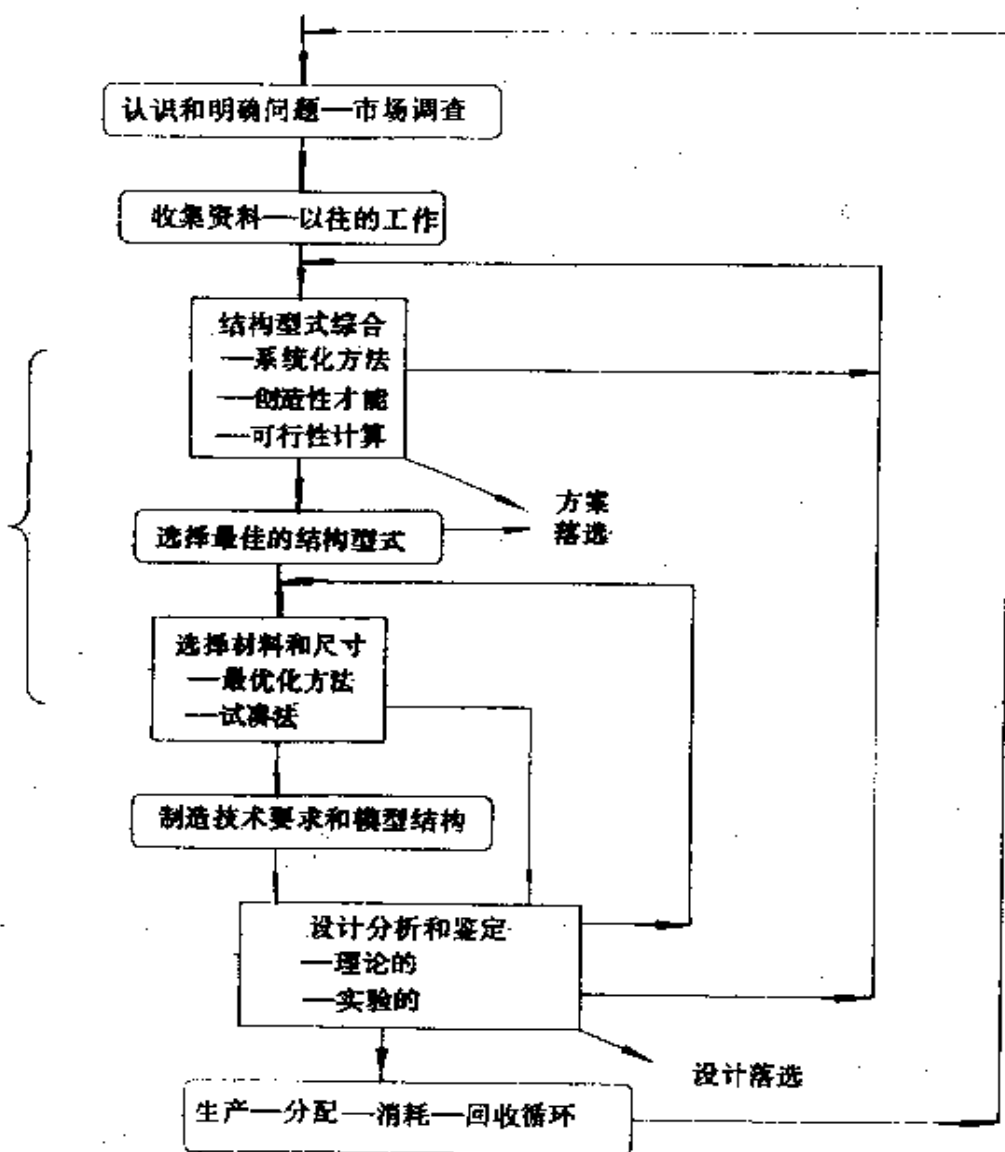 认识和明确问题—市场调查
收集资料—以往的工作
结构型式综合
—系统化方法
—创造性才能
—可行性计算
方案
落选
选择最佳的结构型式
选择材料和尺寸
—最优化方法
—试凑法
制造技术要求和模型结构
设计分析和鉴定
—理论的
—实验的
设计落选
生产—分配—消耗—回收循环